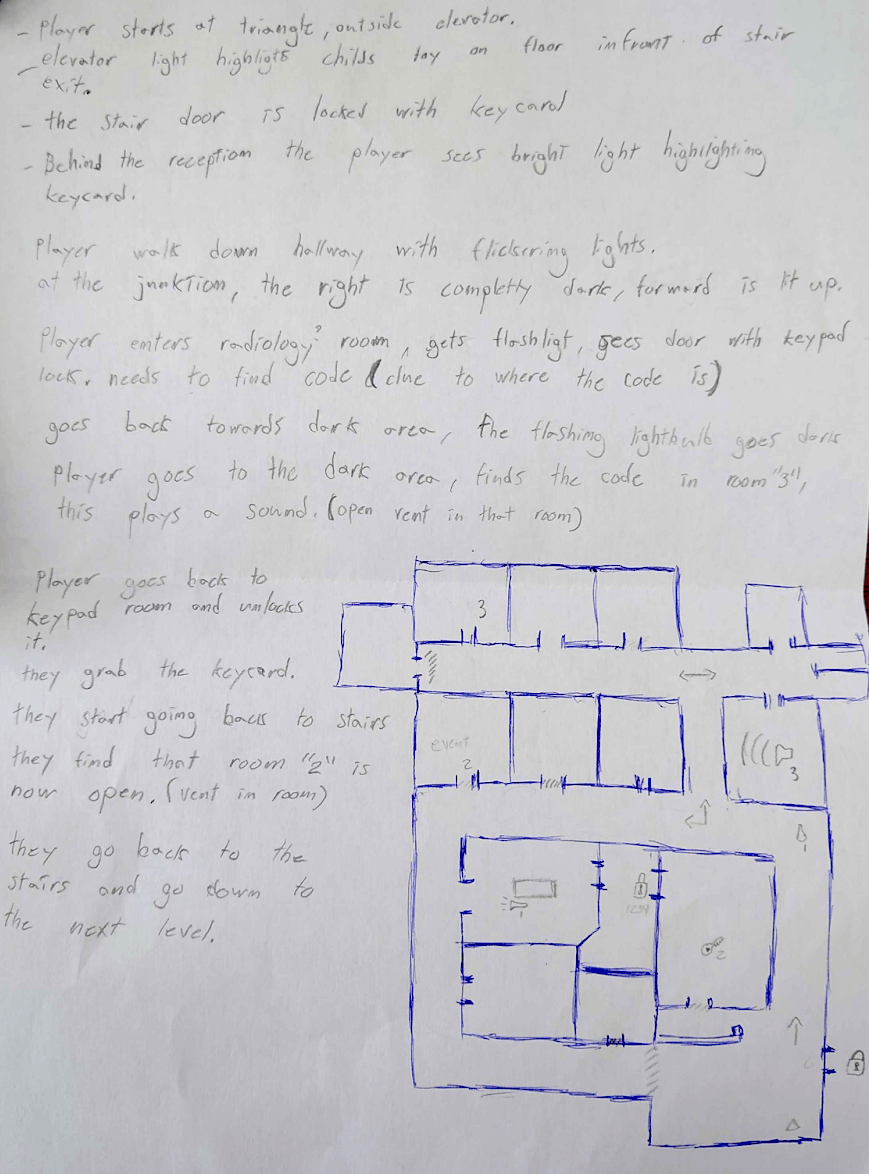 - Player starts at triangle, outside elevator.
- elevator light highligts childs toy on floor infront of stair
exit.
- the stair door is locked with keycard
- Behind the reception the player sees bright light highlighting
keycard.
Player walk down hallway with flickering lights.
at the junktion, the right is completly dark, forward is lit up.
Player enters radiology? room, gets flashligt, sees door with keypad
lock. needs to find code (clue to where the code is)
goes back towards dark area, the flashing lightbulb goes dark
Player goes to the dark area, finds the code in room "3",
this plays a sound. (open vent in that room)
Player goes back to
keypad room and unlocks
it.
they grab the keycard.
they start going back to stairs
they find that room "2" is
now open. (vent in room)
they go back to the
stairs and go down to
the next level.
3
event
2
3
1
1
1234
2